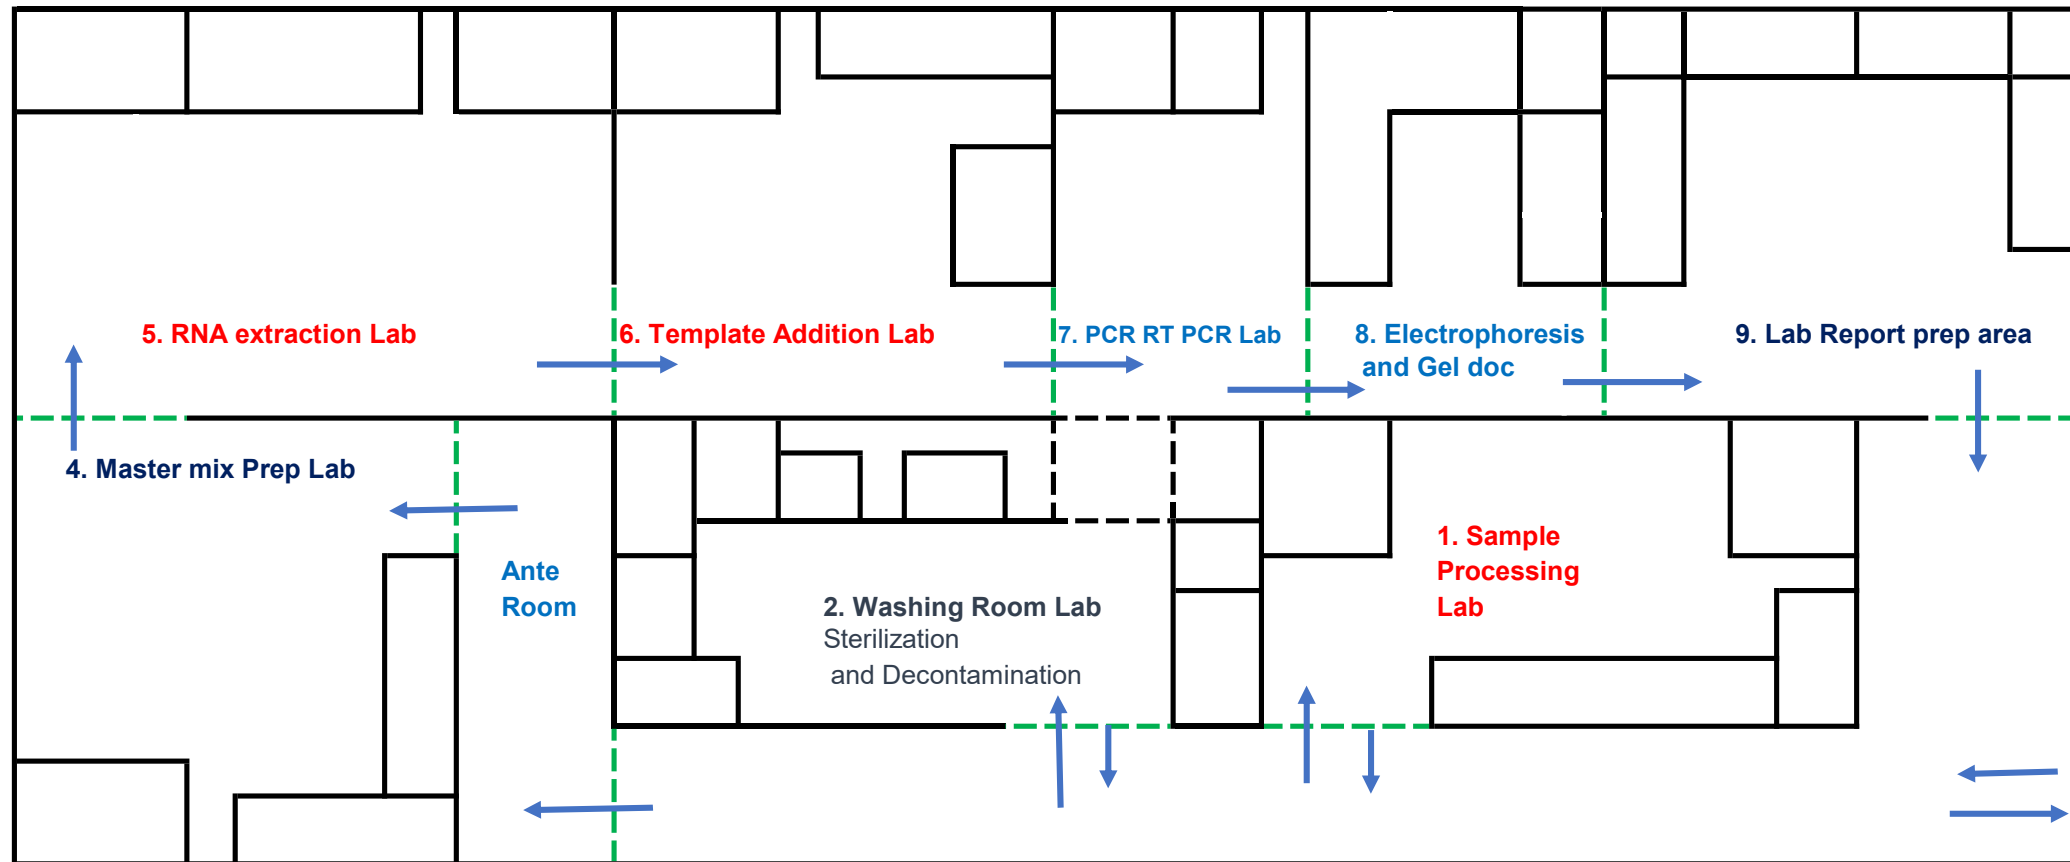 5. RNA extraction Lab
6. Template Addition Lab
7. PCR RT PCR Lab
8. Electrophoresis
and Gel doc
9. Lab Report prep area
4. Master mix Prep Lab
Ante
Room
2. Washing Room Lab
Sterilization
and Decontamination
1. Sample
Processing
Lab